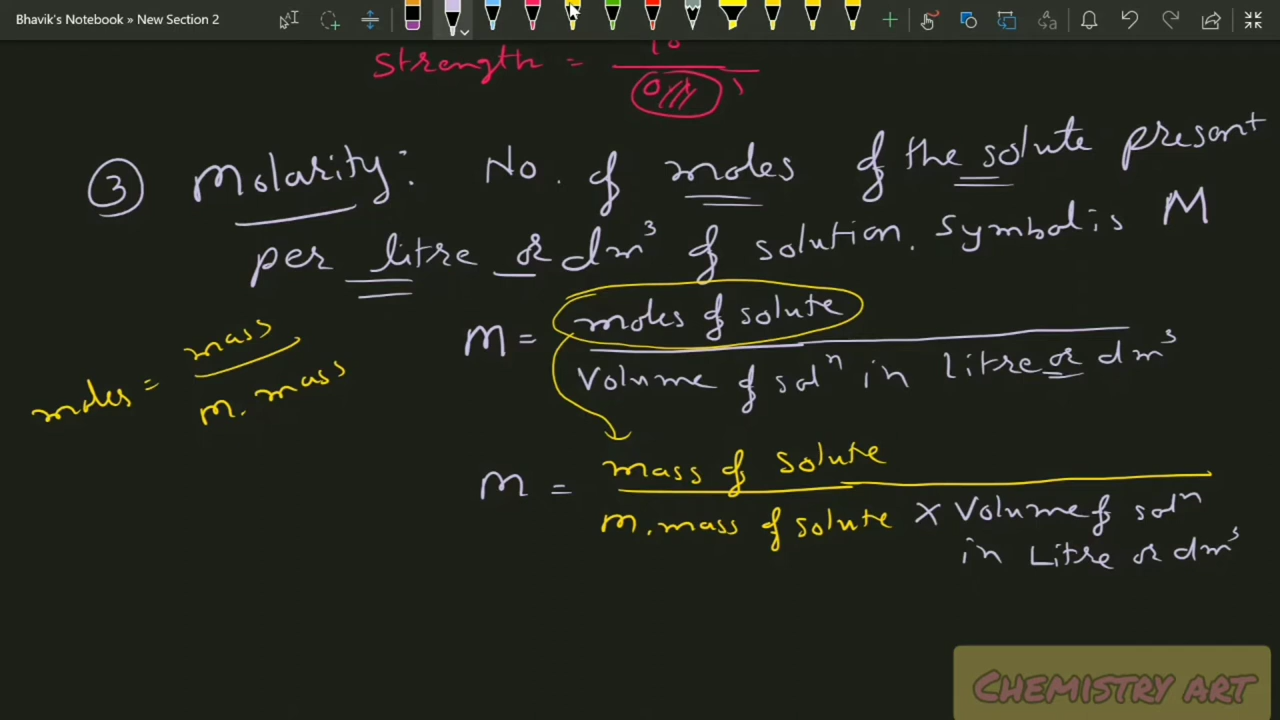 Bhavik's Notebook » New Section 2
Strength =
③ Molarity: No. of moles of the solute present
per litre or dm³ of solution. Symbol is M
M = moles of solute
Volume of solⁿ in litre or dm³
moles = mass
m. mass
M = mass of solute
m. mass of solute × Volume of solⁿ
in Litre or dm³
CHEMISTRY ART